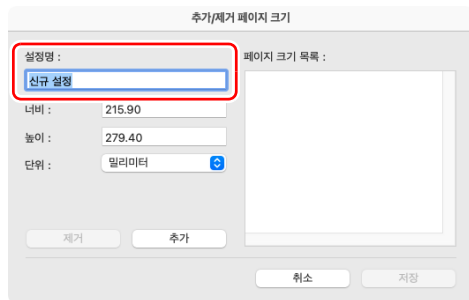 추가/제거 페이지 크기
설정명 :
신규 설정
너비 : 215.90
높이 : 279.40
단위 : 밀리미터
제거 추가
페이지 크기 목록 :
취소 저장